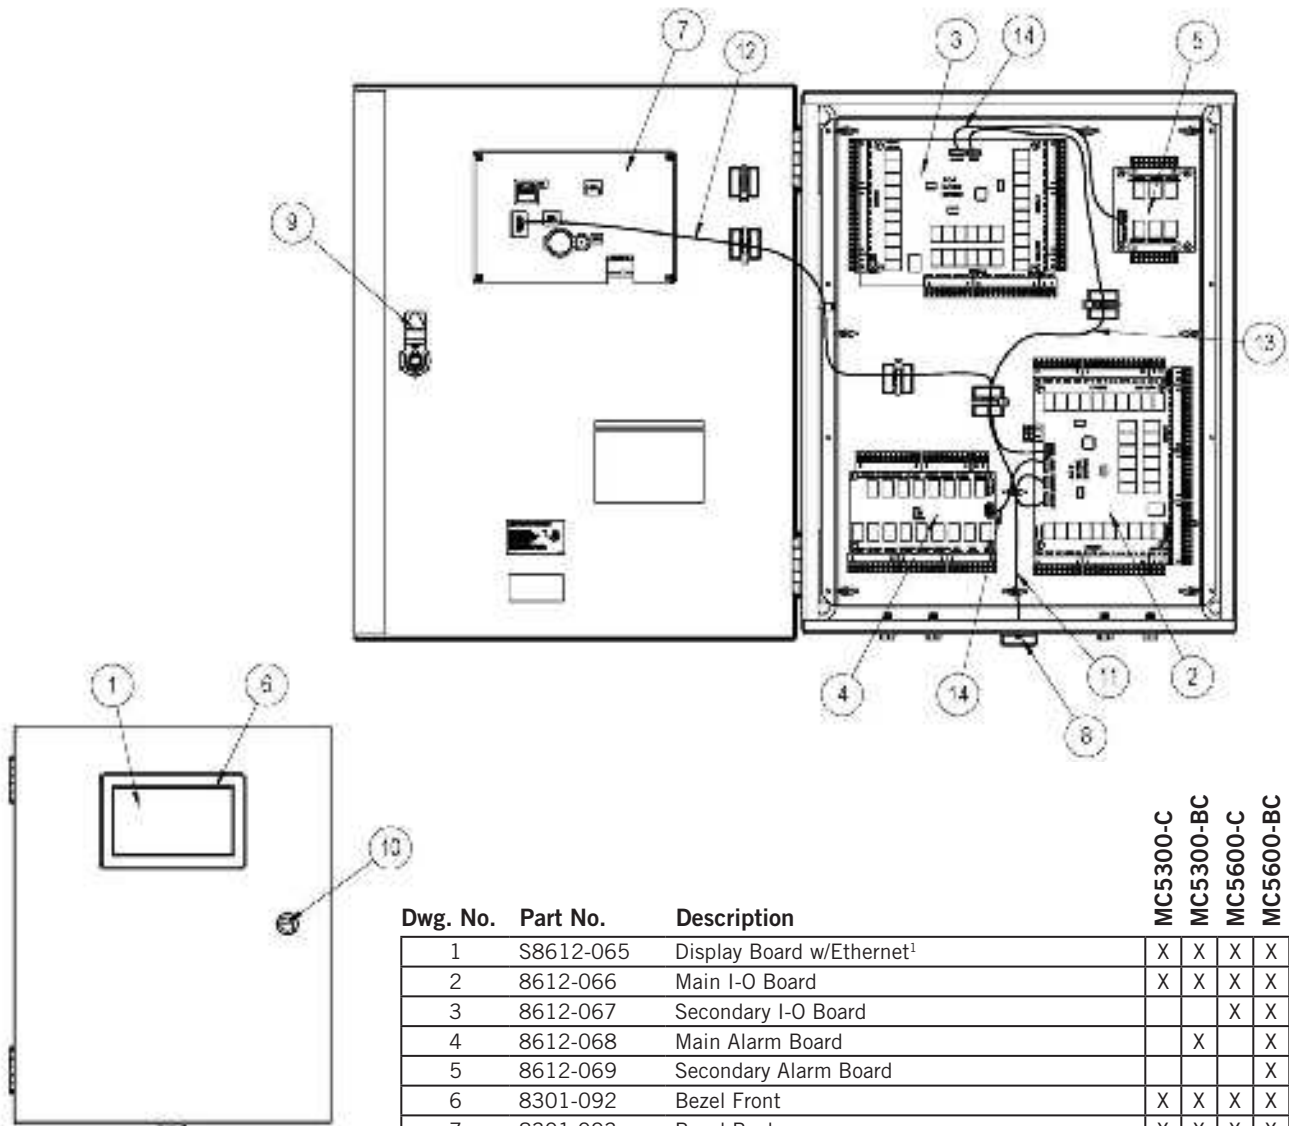 7
12
3
14
5
9
13
4
14
11
2
8
1
6
10
MC5300-C
MC5300-BC
MC5600-C
MC5600-BC
Dwg. No. Part No. Description
1 S8612-065 Display Board w/Ethernet¹ X X X X
2 8612-066 Main I-O Board X X X X
3 8612-067 Secondary I-O Board X X
4 8612-068 Main Alarm Board X X
5 8612-069 Secondary Alarm Board X
6 8301-092 Bezel Front X X X X